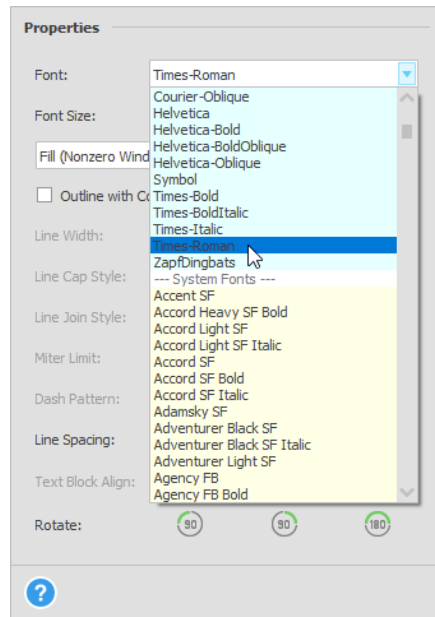 Properties
Font: Times-Roman
Courier-Oblique
Helvetica
Font Size:
Helvetica-Bold
Helvetica-BoldOblique
Fill (Nonzero Wind
Helvetica-Oblique
Symbol
Outline with Co
Times-Bold
Times-BoldItalic
Times-Italic
Line Width:
Times-Roman
ZapfDingbats
Line Cap Style:
--- System Fonts ---
Accent SF
Accord Heavy SF Bold
Line Join Style:
Accord Light SF
Accord Light SF Italic
Miter Limit:
Accord SF
Accord SF Bold
Dash Pattern:
Accord SF Italic
Adamsky SF
Adventurer Black SF
Line Spacing:
Adventurer Black SF Italic
Adventurer Light SF
Text Block Align:
Agency FB
Agency FB Bold
Rotate: 90 90 180
?